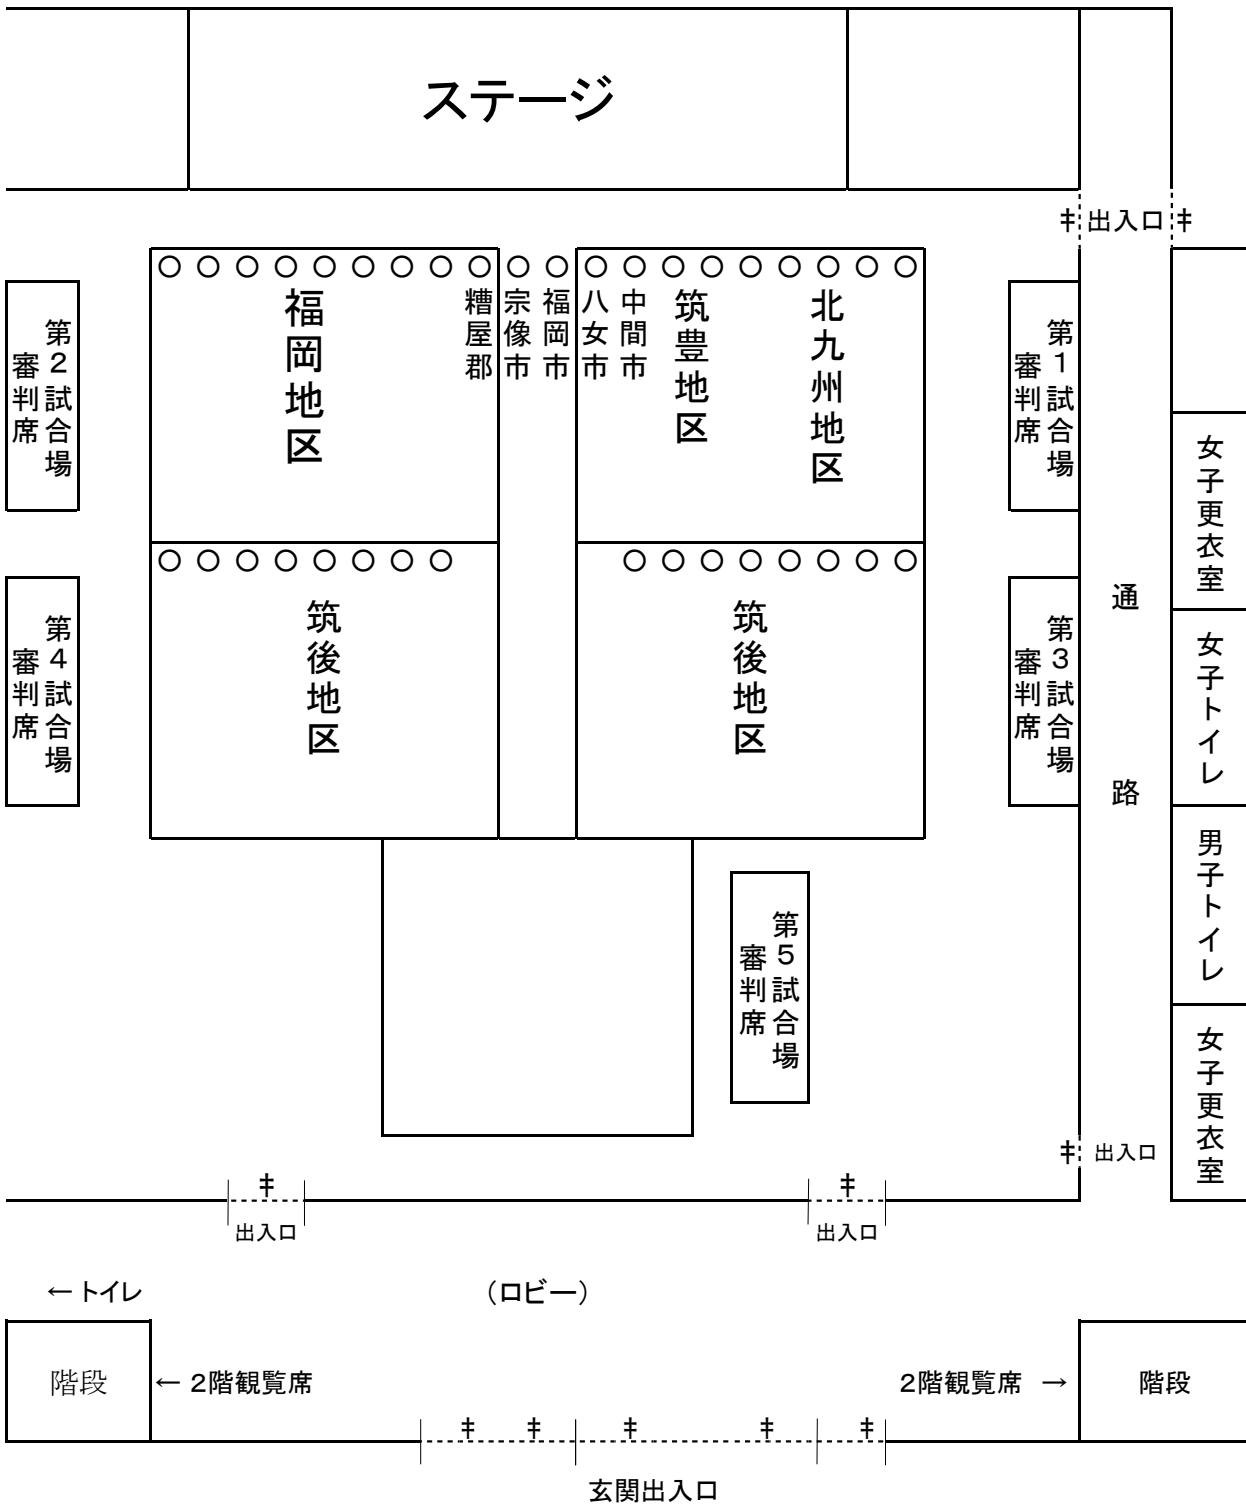 ステージ
‡ 出入口 ‡
○ ○ ○ ○ ○ ○ ○ ○ ○ ○ ○ ○ ○ ○ ○ ○ ○ ○ ○ ○
第2試合場
審判席
福岡地区
糟屋郡
宗像市
福岡市
八女市
中間市
筑豊地区
北九州地区
第1試合場
審判席
女子更衣室
○ ○ ○ ○ ○ ○ ○ ○ ○ ○ ○ ○ ○ ○ ○ ○
第4試合場
審判席
筑後地区
筑後地区
第3試合場
審判席
通路
女子トイレ
男子トイレ
第5試合場
審判席
女子更衣室
‡ 出入口
‡
出入口
‡
出入口
← トイレ
（ロビー）
階段
← 2階観覧席
2階観覧席 →
階段
‡ ‡ ‡ ‡ ‡
玄関出入口